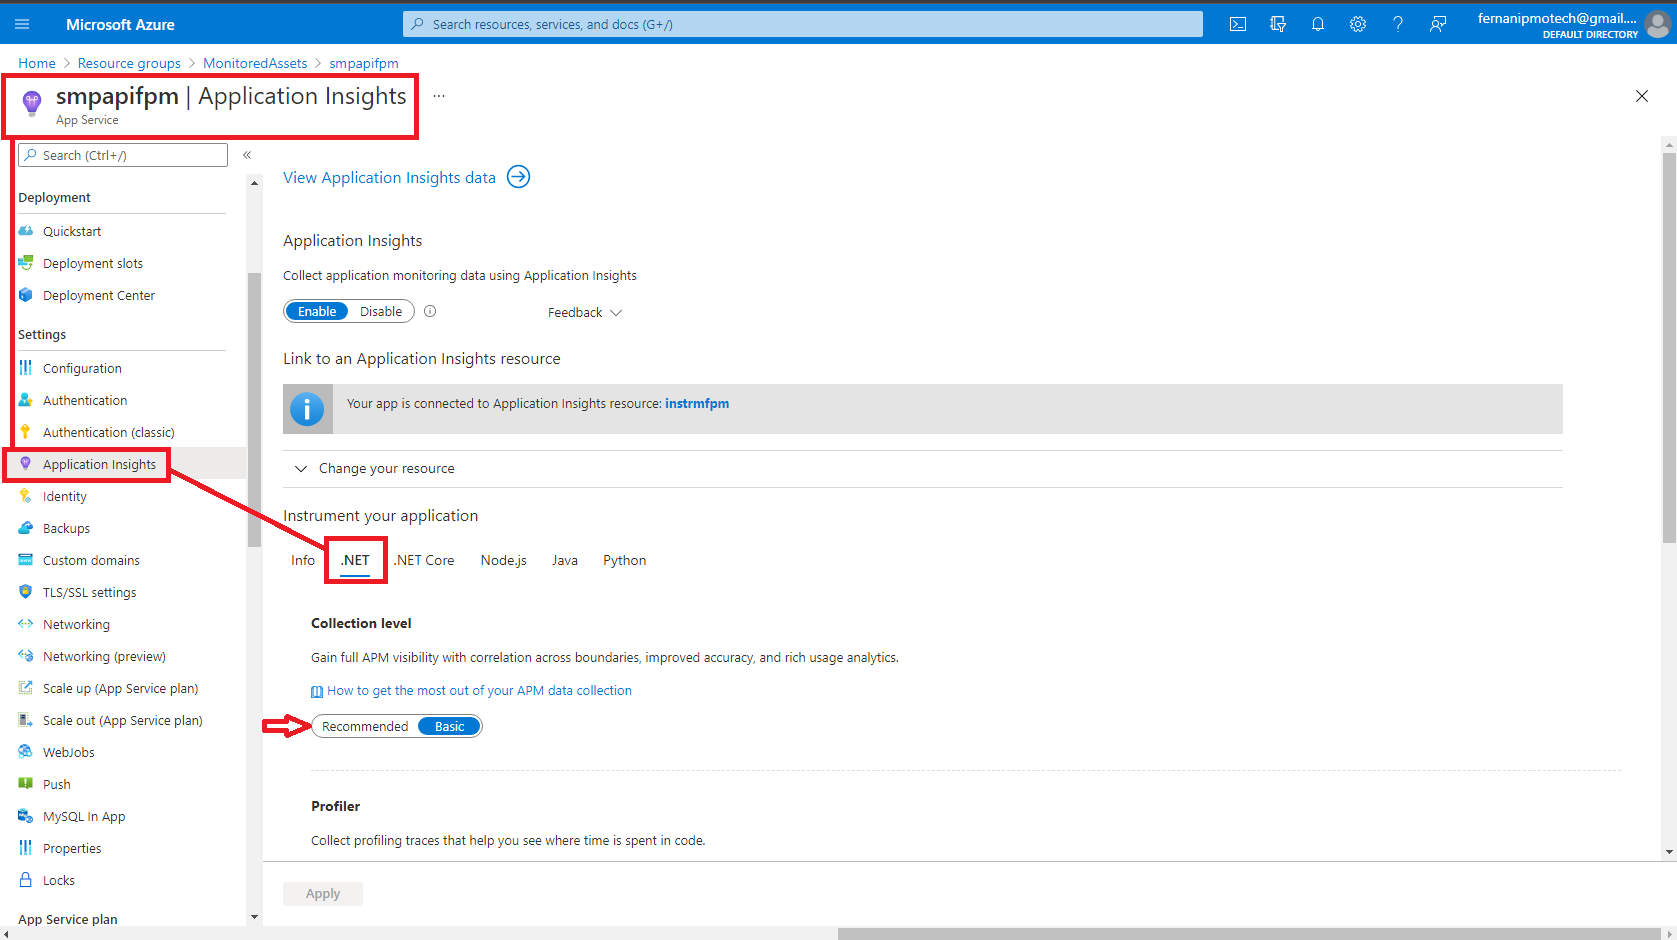 Microsoft Azure
Search resources, services, and docs (G+/)
fernanipmotech@gmail....
DEFAULT DIRECTORY
Home > Resource groups > MonitoredAssets > smpapifpm
smpapifpm | Application Insights ...
App Service
Search (Ctrl+/)
Deployment
Quickstart
Deployment slots
Deployment Center
Settings
Configuration
Authentication
Authentication (classic)
Application Insights
Identity
Backups
Custom domains
TLS/SSL settings
Networking
Networking (preview)
Scale up (App Service plan)
Scale out (App Service plan)
WebJobs
Push
MySQL In App
Properties
Locks
App Service plan
View Application Insights data
Application Insights
Collect application monitoring data using Application Insights
Enable Disable
Feedback
Link to an Application Insights resource
Your app is connected to Application Insights resource: instrmfpm
Change your resource
Instrument your application
Info .NET .NET Core Node.js Java Python
Collection level
Gain full APM visibility with correlation across boundaries, improved accuracy, and rich usage analytics.
How to get the most out of your APM data collection
Recommended Basic
Profiler
Collect profiling traces that help you see where time is spent in code.
Apply